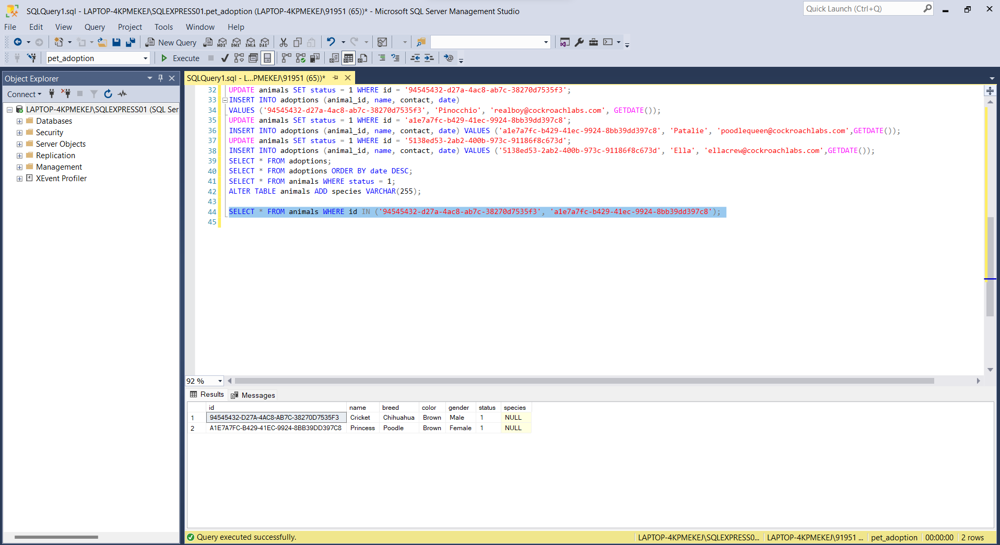 SQLQuery1.sql - LAPTOP-4KPMEKEJ\SQLEXPRESS01.pet_adoption (LAPTOP-4KPMEKEJ\91951 (65))* - Microsoft SQL Server Management Studio
Quick Launch (Ctrl+Q)
File Edit View Query Project Tools Window Help
New Query MDX DMX XMLA DAX
pet_adoption Execute
Object Explorer
SQLQuery1.sql - L...PMEKEJ\91951 (65))*
Connect
LAPTOP-4KPMEKEJ\SQLEXPRESS01 (SQL Ser
Databases
Security
Server Objects
Replication
Management
XEvent Profiler
32 UPDATE animals SET status = 1 WHERE id = '94545432-d27a-4ac8-ab7c-38270d7535f3';
33 INSERT INTO adoptions (animal_id, name, contact, date)
34 VALUES ('94545432-d27a-4ac8-ab7c-38270d7535f3', 'Pinocchio', 'realboy@cockroachlabs.com', GETDATE());
35 UPDATE animals SET status = 1 WHERE id = 'a1e7a7fc-b429-41ec-9924-8bb39dd397c8';
36 INSERT INTO adoptions (animal_id, name, contact, date) VALUES ('a1e7a7fc-b429-41ec-9924-8bb39dd397c8', 'Patalie', 'poodlequeen@cockroachlabs.com',GETDATE());
37 UPDATE animals SET status = 1 WHERE id = '5138ed53-2ab2-400b-973c-91186f8c673d';
38 INSERT INTO adoptions (animal_id, name, contact, date) VALUES ('5138ed53-2ab2-400b-973c-91186f8c673d', 'Ella', 'ellacrew@cockroachlabs.com',GETDATE());
39 SELECT * FROM adoptions;
40 SELECT * FROM adoptions ORDER BY date DESC;
41 SELECT * FROM animals WHERE status = 1;
42 ALTER TABLE animals ADD species VARCHAR(255);
43
44 SELECT * FROM animals WHERE id IN ('94545432-d27a-4ac8-ab7c-38270d7535f3', 'a1e7a7fc-b429-41ec-9924-8bb39dd397c8');
45
92 %
Results Messages
id name breed color gender status species
1 94545432-D27A-4AC8-AB7C-38270D7535F3 Cricket Chihuahua Brown Male 1 NULL
2 A1E7A7FC-B429-41EC-9924-8BB39DD397C8 Princess Poodle Brown Female 1 NULL
Query executed successfully.
LAPTOP-4KPMEKEJ\SQLEXPRESS0... LAPTOP-4KPMEKEJ\91951 ... pet_adoption 00:00:00 2 rows